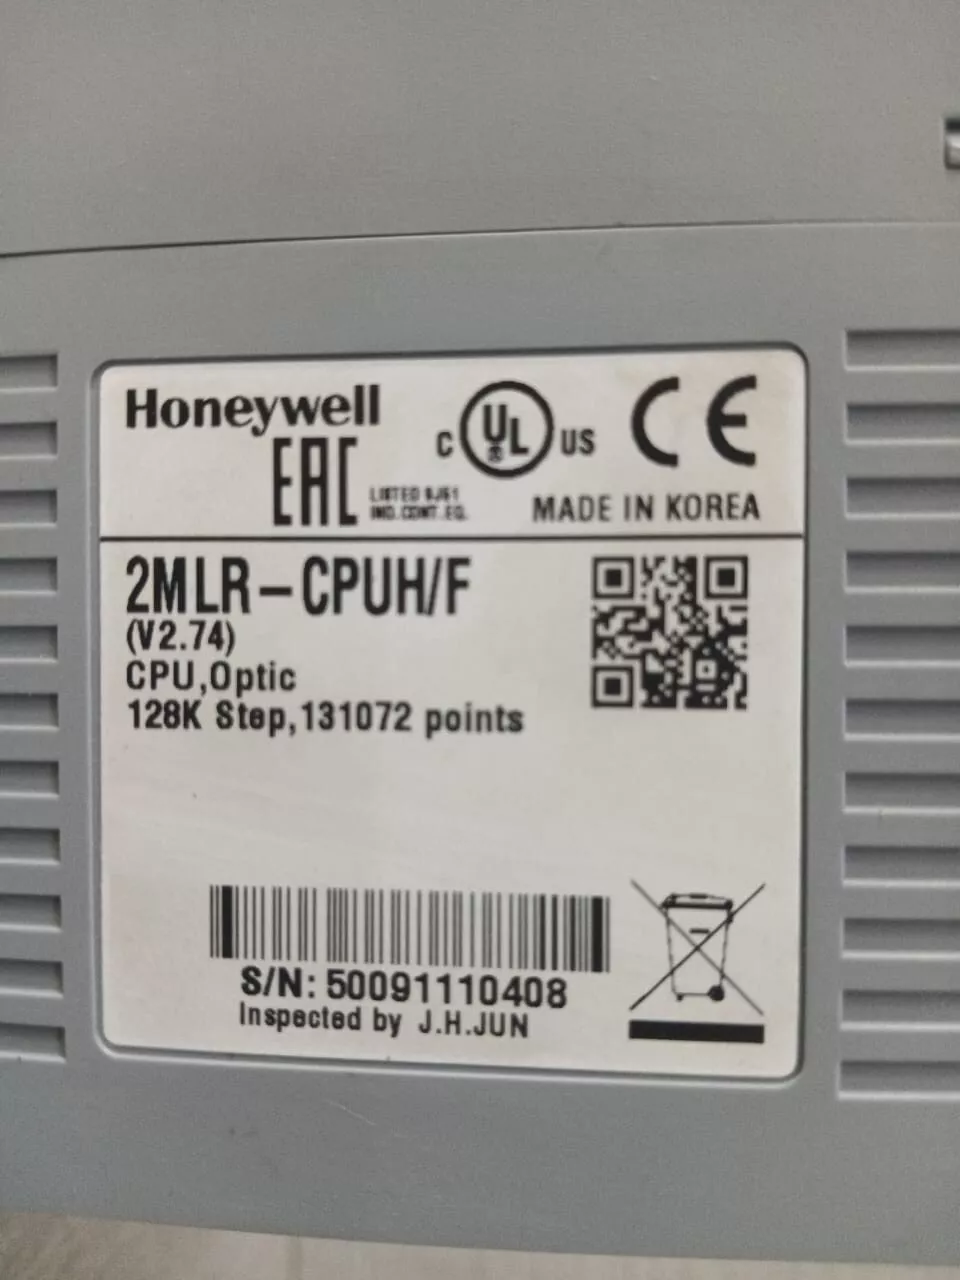 Honeywell
EAC
C UL US
CE
LISTED 9J61
IND.CONT.EQ.
MADE IN KOREA
2MLR-CPUH/F
(V2.74)
CPU,Optic
128K Step,131072 points
S/N: 50091110408
Inspected by J.H.JUN